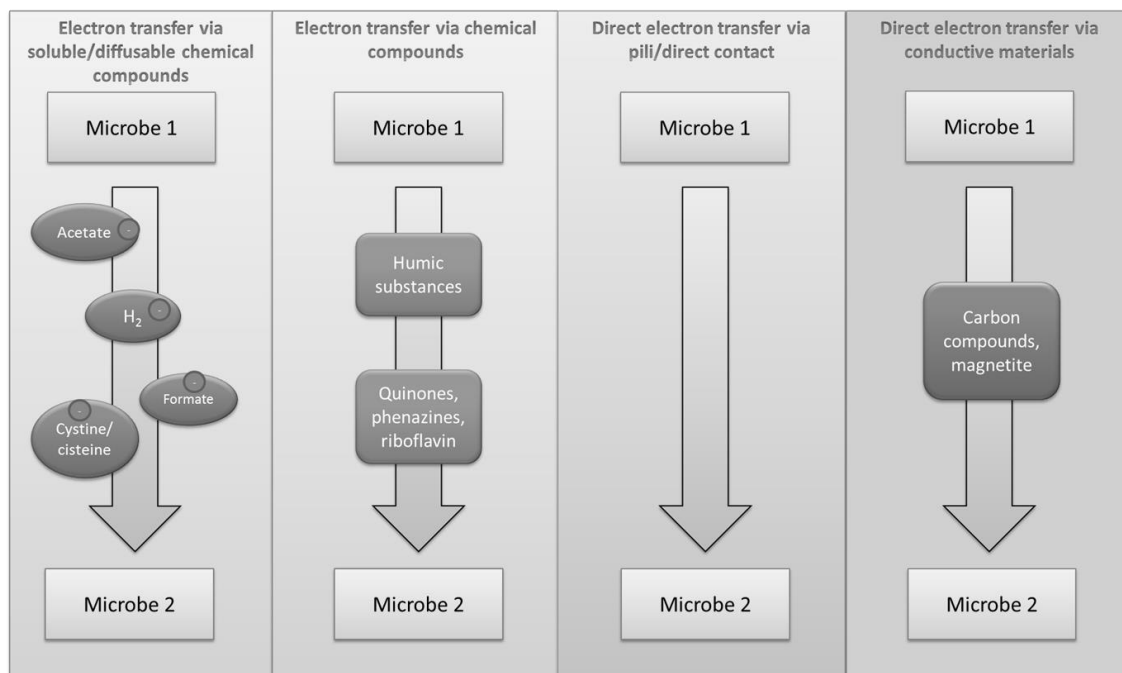 Electron transfer via
soluble/diffusable chemical
compounds
Microbe 1
Acetate -
H2 -
-
Formate
-
Cystine/
cisteine
Microbe 2
Electron transfer via chemical
compounds
Microbe 1
Humic
substances
Quinones,
phenazines,
riboflavin
Microbe 2
Direct electron transfer via
pili/direct contact
Microbe 1
Microbe 2
Direct electron transfer via
conductive materials
Microbe 1
Carbon
compounds,
magnetite
Microbe 2